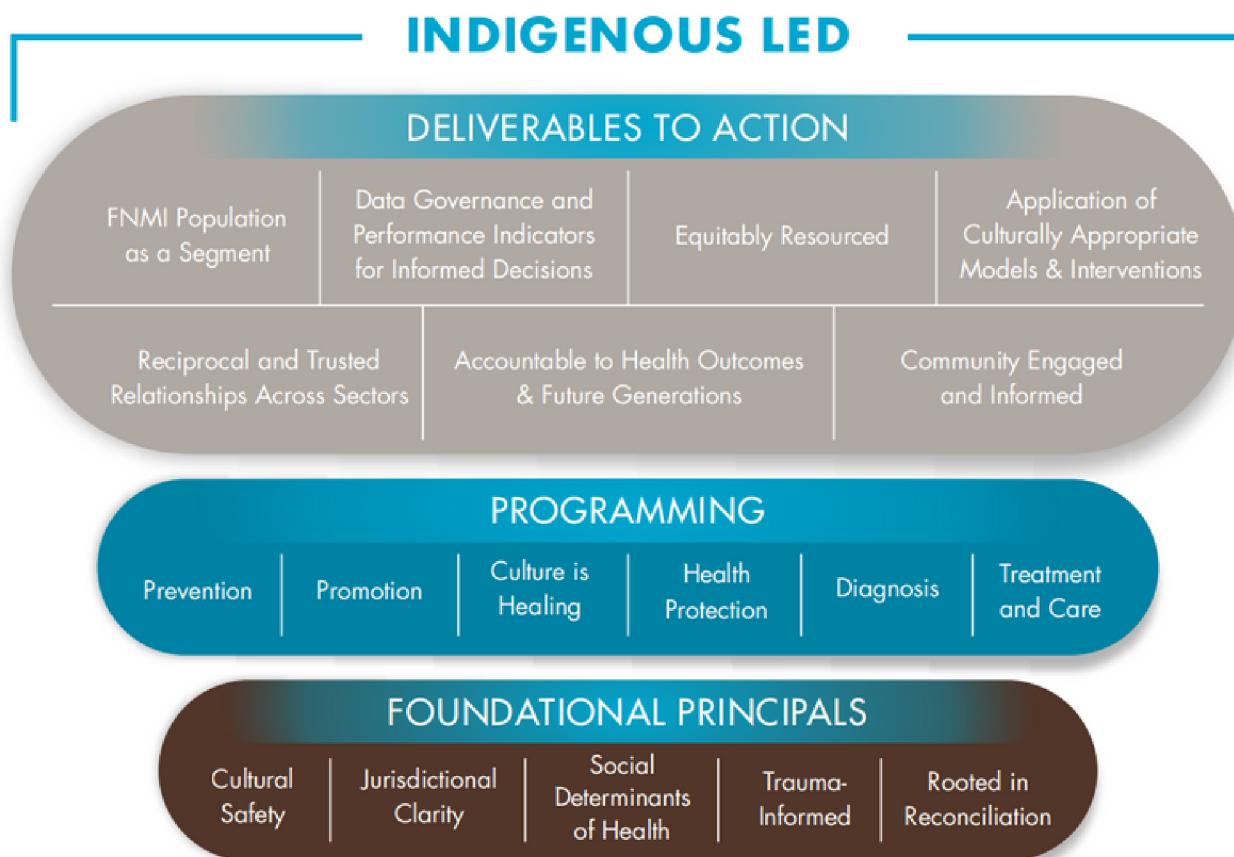 INDIGENOUS LED
DELIVERABLES TO ACTION
FNMI Population
as a Segment
Data Governance and
Performance Indicators
for Informed Decisions
Equitably Resourced
Application of
Culturally Appropriate
Models & Interventions
Reciprocal and Trusted
Relationships Across Sectors
Accountable to Health Outcomes
& Future Generations
Community Engaged
and Informed
PROGRAMMING
Prevention
Promotion
Culture is
Healing
Health
Protection
Diagnosis
Treatment
and Care
FOUNDATIONAL PRINCIPALS
Cultural
Safety
Jurisdictional
Clarity
Social
Determinants
of Health
Trauma-
Informed
Rooted in
Reconciliation